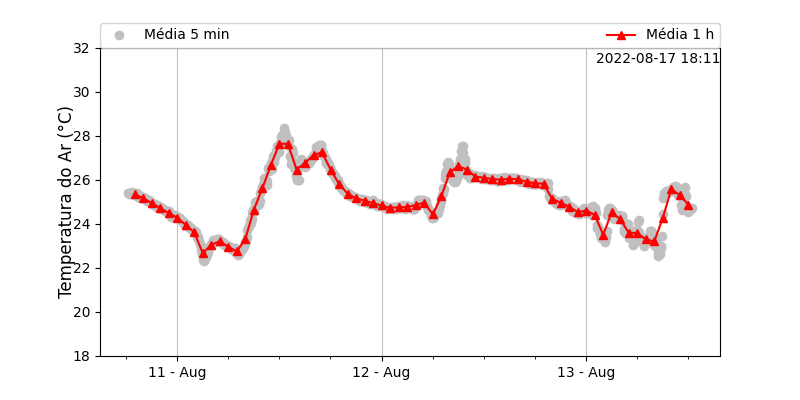 Média 5 min
Média 1 h
2022-08-17 18:11
Temperatura do Ar (°C)
32
30
28
26
24
22
20
18
11 - Aug
12 - Aug
13 - Aug